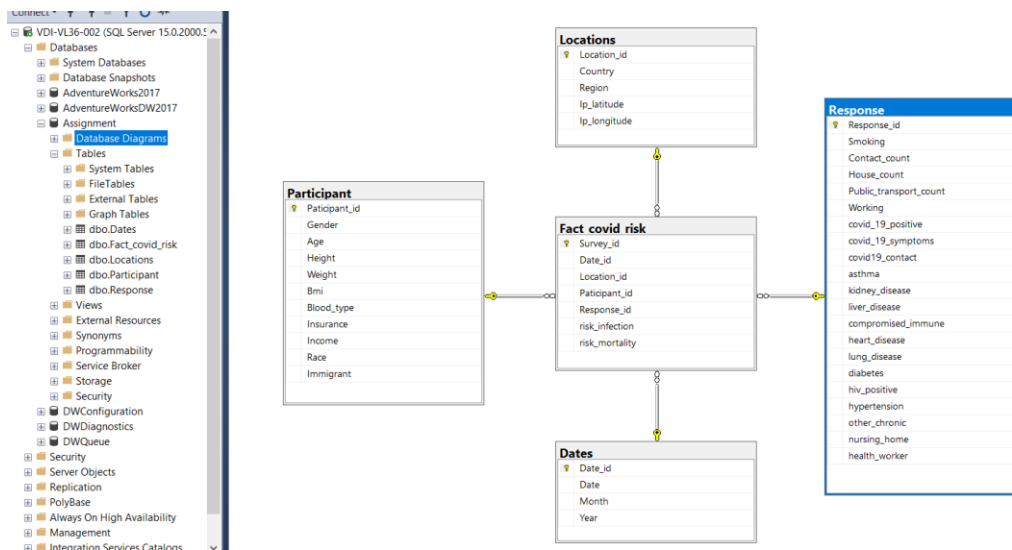 Connect
VDI-VL36-002 (SQL Server 15.0.2000.5
Databases
System Databases
Database Snapshots
AdventureWorks2017
AdventureWorksDW2017
Assignment
Database Diagrams
Tables
System Tables
FileTables
External Tables
Graph Tables
dbo.Dates
dbo.Fact_covid_risk
dbo.Locations
dbo.Participant
dbo.Response
Views
External Resources
Synonyms
Programmability
Service Broker
Storage
Security
DWConfiguration
DWDiagnostics
DWQueue
Security
Server Objects
Replication
PolyBase
Always On High Availability
Management
Integration Services Catalogs
Participant
Paticipant_id
Gender
Age
Height
Weight
Bmi
Blood_type
Insurance
Income
Race
Immigrant
Locations
Location_id
Country
Region
Ip_latitude
Ip_longitude
Fact covid risk
Survey_id
Date_id
Location_id
Paticipant_id
Response_id
risk_infection
risk_mortality
Dates
Date_id
Date
Month
Year
Response
Response_id
Smoking
Contact_count
House_count
Public_transport_count
Working
covid_19_positive
covid_19_symptoms
covid19_contact
asthma
kidney_disease
liver_disease
compromised_immune
heart_disease
lung_disease
diabetes
hiv_positive
hypertension
other_chronic
nursing_home
health_worker